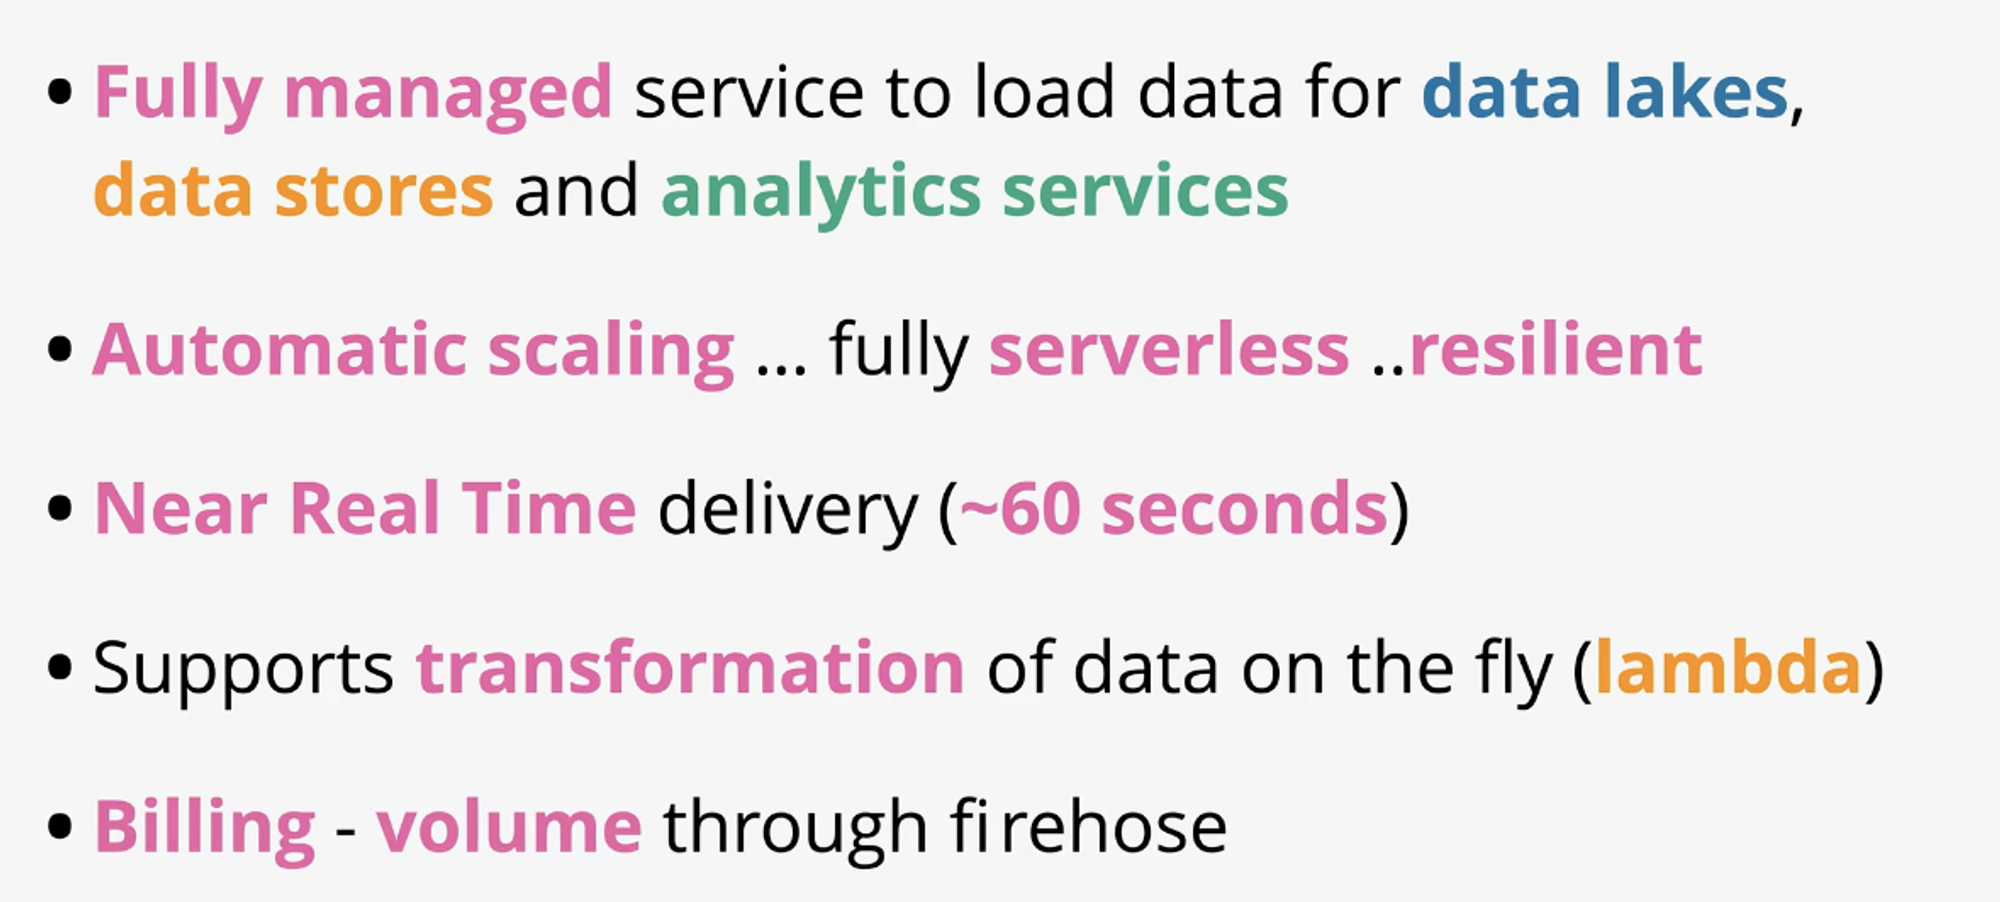 • Fully managed service to load data for data lakes,
data stores and analytics services
• Automatic scaling ... fully serverless ..resilient
• Near Real Time delivery (~60 seconds)
• Supports transformation of data on the fly (lambda)
• Billing - volume through firehose